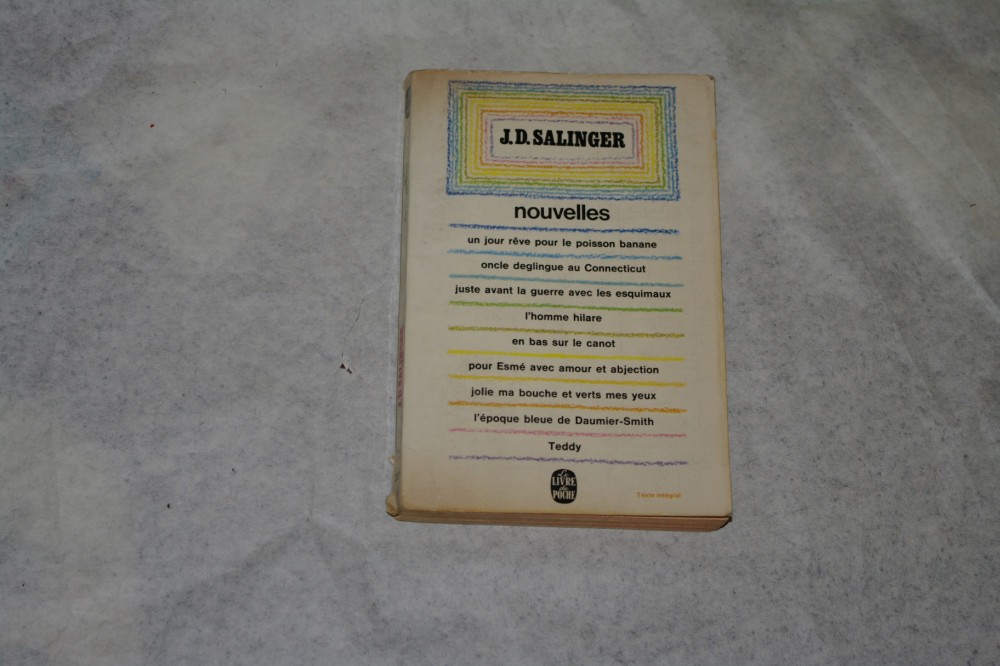 J.D. SALINGER
nouvelles
un jour rêve pour le poisson banane
oncle deglingue au Connecticut
juste avant la guerre avec les esquimaux
l'homme hilare
en bas sur le canot
pour Esmé avec amour et abjection
jolie ma bouche et verts mes yeux
l'époque bleue de Daumier-Smith
Teddy
Le
LIVRE
de
POCHE
Texte intégral